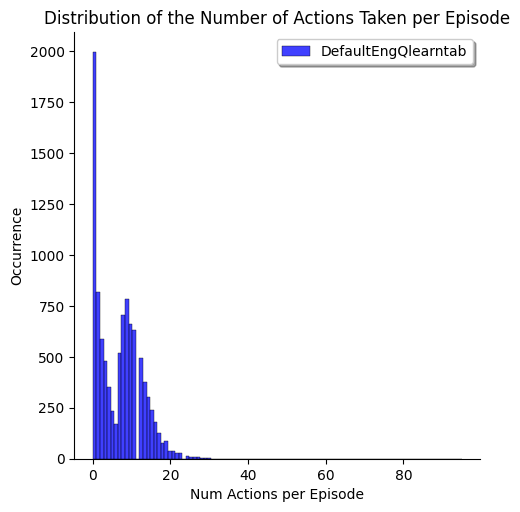 Distribution of the Number of Actions Taken per Episode
DefaultEngQlearntab
2000
1750
1500
1250
1000
750
500
250
0
Occurrence
0 20 40 60 80
Num Actions per Episode